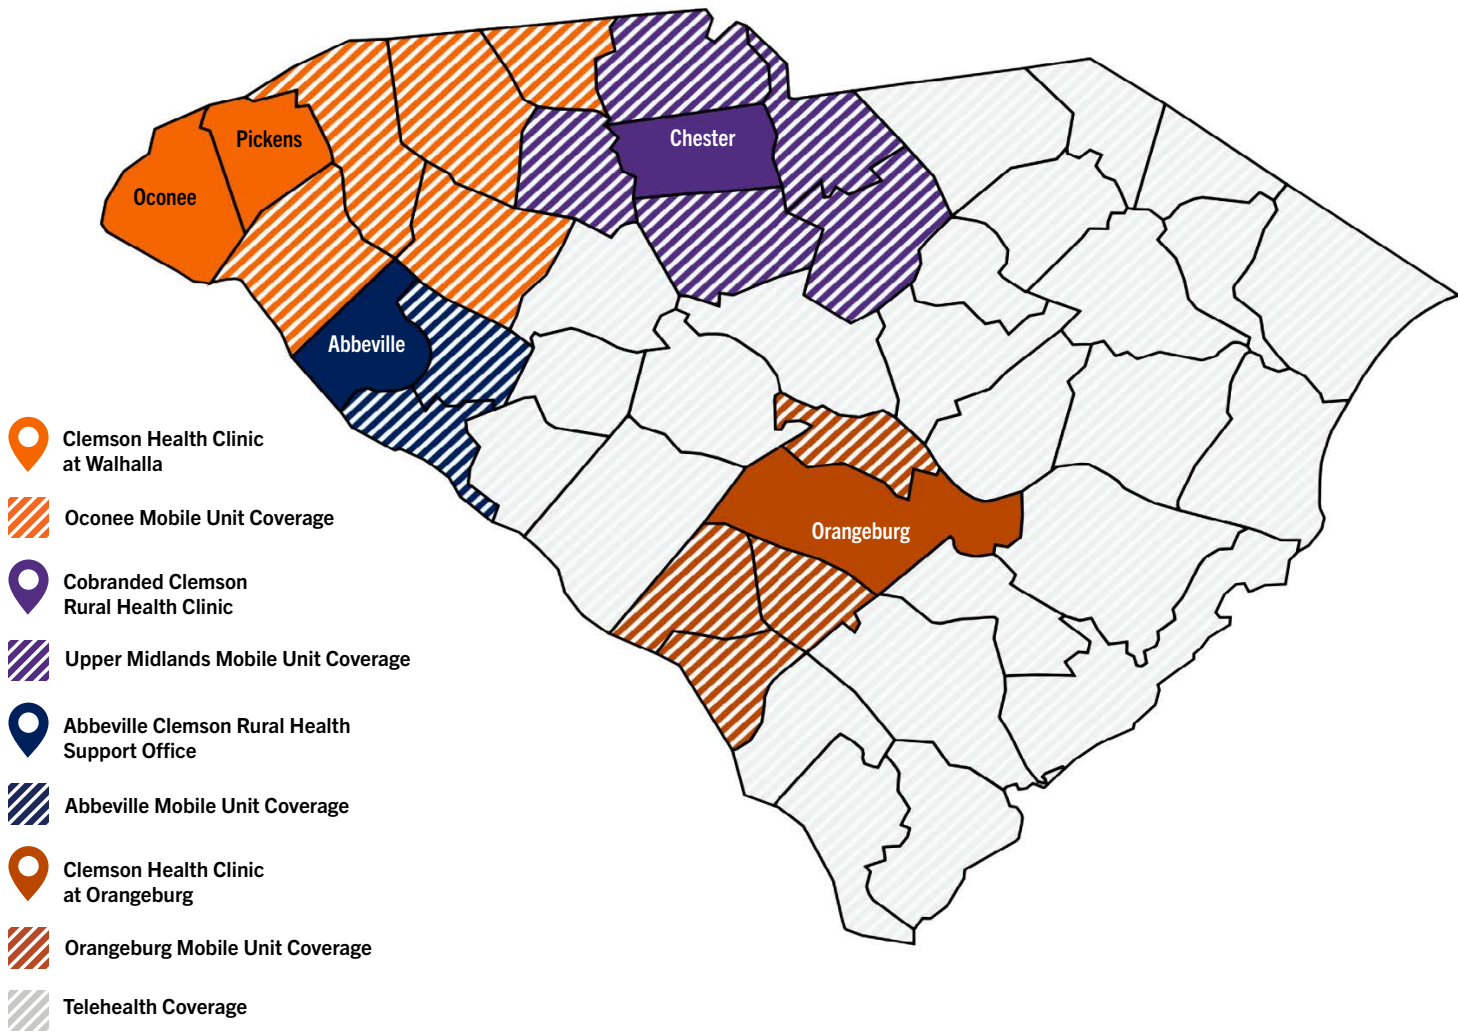 Pickens
Chester
Oconee
Abbeville
Orangeburg
Clemson Health Clinic
at Walhalla
Oconee Mobile Unit Coverage
Cobranded Clemson
Rural Health Clinic
Upper Midlands Mobile Unit Coverage
Abbeville Clemson Rural Health
Support Office
Abbeville Mobile Unit Coverage
Clemson Health Clinic
at Orangeburg
Orangeburg Mobile Unit Coverage
Telehealth Coverage